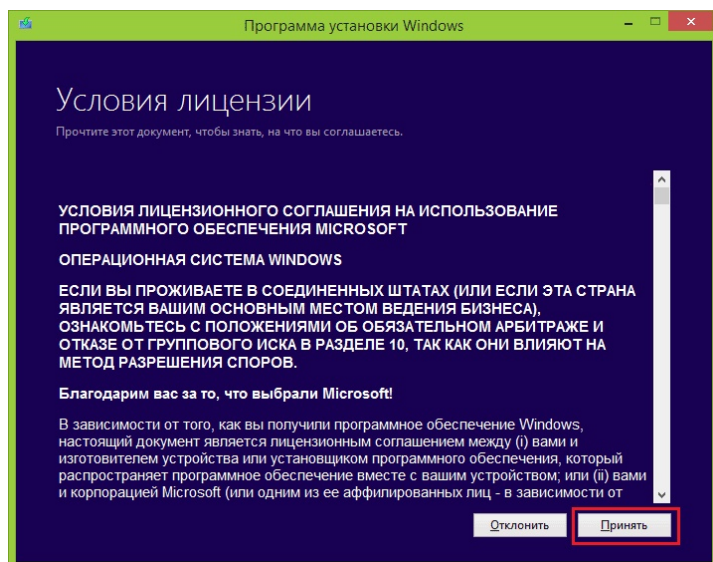 Программа установки Windows
Условия лицензии
Прочтите этот документ, чтобы знать, на что вы соглашаетесь.
УСЛОВИЯ ЛИЦЕНЗИОННОГО СОГЛАШЕНИЯ НА ИСПОЛЬЗОВАНИЕ
ПРОГРАММНОГО ОБЕСПЕЧЕНИЯ MICROSOFT
ОПЕРАЦИОННАЯ СИСТЕМА WINDOWS
ЕСЛИ ВЫ ПРОЖИВАЕТЕ В СОЕДИНЕННЫХ ШТАТАХ (ИЛИ ЕСЛИ ЭТА СТРАНА
ЯВЛЯЕТСЯ ВАШИМ ОСНОВНЫМ МЕСТОМ ВЕДЕНИЯ БИЗНЕСА),
ОЗНАКОМЬТЕСЬ С ПОЛОЖЕНИЯМИ ОБ ОБЯЗАТЕЛЬНОМ АРБИТРАЖЕ И
ОТКАЗЕ ОТ ГРУППОВОГО ИСКА В РАЗДЕЛЕ 10, ТАК КАК ОНИ ВЛИЯЮТ НА
МЕТОД РАЗРЕШЕНИЯ СПОРОВ.
Благодарим вас за то, что выбрали Microsoft!
В зависимости от того, как вы получили программное обеспечение Windows,
настоящий документ является лицензионным соглашением между (i) вами и
изготовителем устройства или установщиком программного обеспечения, который
распространяет программное обеспечение вместе с вашим устройством; или (ii) вами
и корпорацией Microsoft (или одним из ее аффилированных лиц - в зависимости от
Отклонить Принять